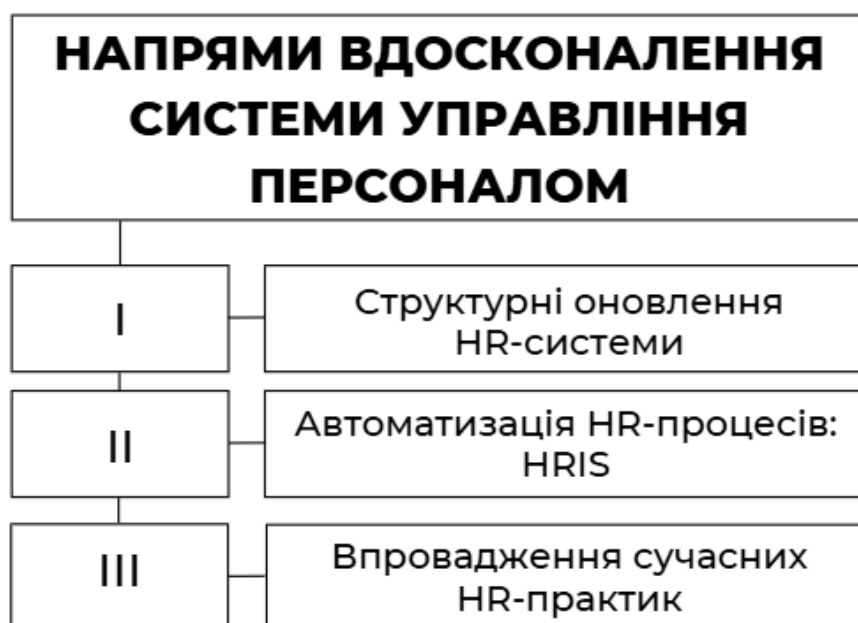 НАПРЯМИ ВДОСКОНАЛЕННЯ
СИСТЕМИ УПРАВЛІННЯ
ПЕРСОНАЛОМ
I
Структурні оновлення
HR-системи
II
Автоматизація HR-процесів:
HRIS
III
Впровадження сучасних
HR-практик